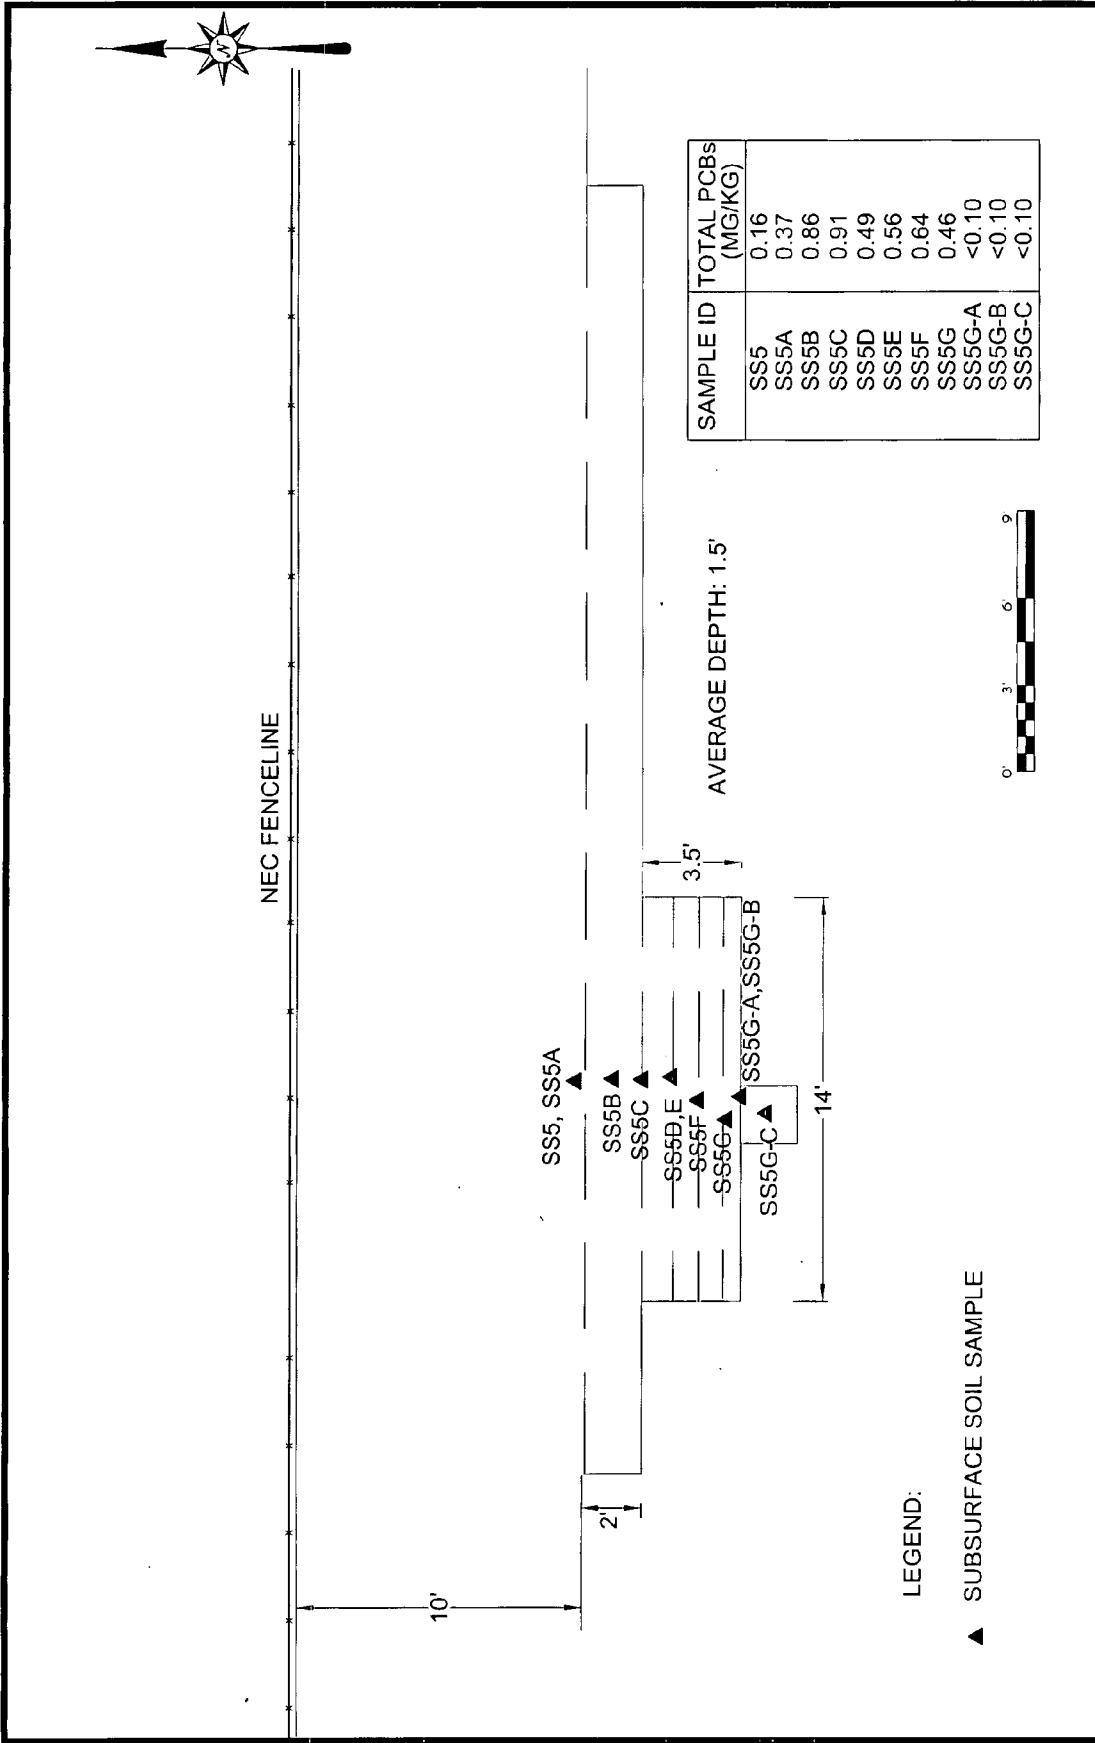 N
NEC FENCELINE
10'
2'
SS5, SS5A
SS5B
SS5C
SS5D,E
SS5F
SS5G
SS5G-A,SS5G-B
SS5G-C
3.5'
14'
AVERAGE DEPTH: 1.5'
SAMPLE ID TOTAL PCBs
(MG/KG)
SS5 0.16
SS5A 0.37
SS5B 0.86
SS5C 0.91
SS5D 0.49
SS5E 0.56
SS5F 0.64
SS5G 0.46
SS5G-A <0.10
SS5G-B <0.10
SS5G-C <0.10
LEGEND:
SUBSURFACE SOIL SAMPLE
0' 3' 6' 9'